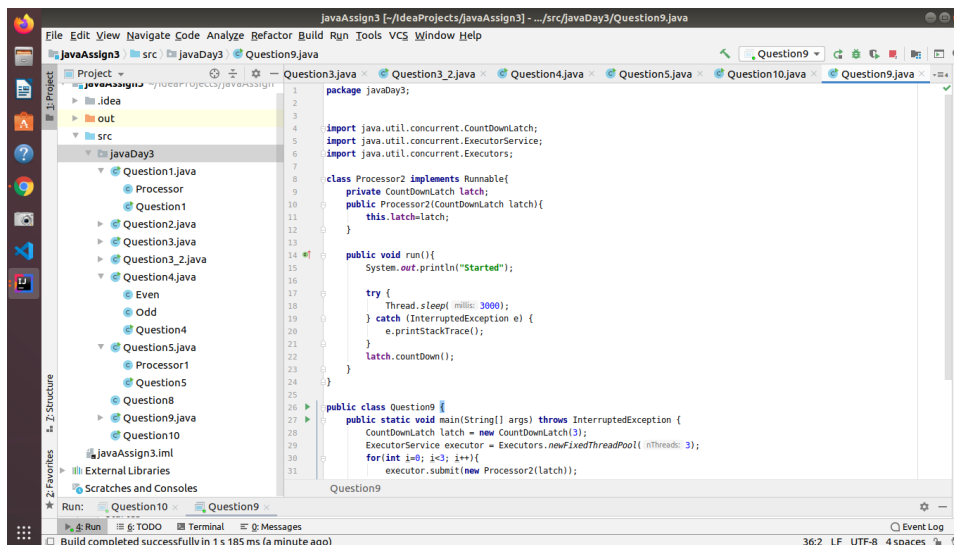 javaAssign3 [~/IdeaProjects/javaAssign3] - .../src/javaDay3/Question9.java
File Edit View Navigate Code Analyze Refactor Build Run Tools VCS Window Help
javaAssign3 src javaDay3 Question9.java
Question9
Project
Question3.java Question3_2.java Question4.java Question5.java Question10.java Question9.java
1: Project
javaAssign3 ~/IdeaProjects/javaAssign
.idea
out
src
javaDay3
Question1.java
Processor
Question1
Question2.java
Question3.java
Question3_2.java
Question4.java
Even
Odd
Question4
Question5.java
Processor1
Question5
Question8
Question9.java
Question10
javaAssign3.iml
External Libraries
Scratches and Consoles
7: Structure
2: Favorites
1 package javaDay3;
2
3
4 import java.util.concurrent.CountDownLatch;
5 import java.util.concurrent.ExecutorService;
6 import java.util.concurrent.Executors;
7
8 class Processor2 implements Runnable{
9 private CountDownLatch latch;
10 public Processor2(CountDownLatch latch){
11 this.latch=latch;
12 }
13
14 public void run(){
15 System.out.println("Started");
16
17 try {
18 Thread.sleep( millis: 3000);
19 } catch (InterruptedException e) {
20 e.printStackTrace();
21 }
22 latch.countDown();
23 }
24 }
25
26 public class Question9 {
27 public static void main(String[] args) throws InterruptedException {
28 CountDownLatch latch = new CountDownLatch(3);
29 ExecutorService executor = Executors.newFixedThreadPool( nThreads: 3);
30 for(int i=0; i<3; i++){
31 executor.submit(new Processor2(latch));
Question9
Run: Question10 Question9
4: Run 6: TODO Terminal 0: Messages Event Log
Build completed successfully in 1 s 185 ms (a minute ago) 36:2 LF UTF-8 4 spaces